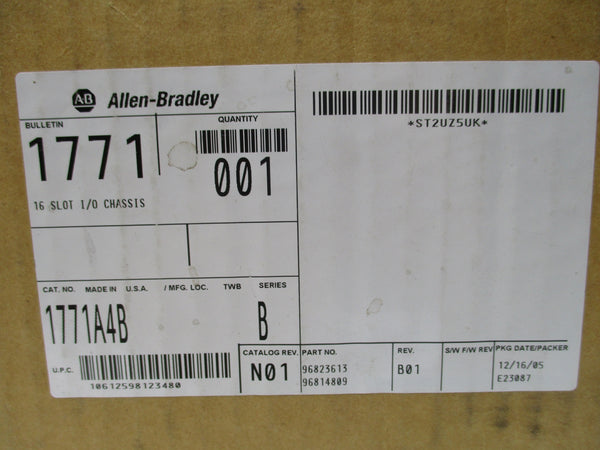 AB Allen-Bradley
BULLETIN
QUANTITY
1771
001
16 SLOT I/O CHASSIS
*ST2UZ5UK*
CAT. NO. MADE IN U.S.A. / MFG. LOC. TWB SERIES
1771A4B B
U.P.C.
10612598123480
CATALOG REV.
N01
PART NO.
96823613
96814809
REV.
B01
S/W F/W REV
PKG DATE/PACKER
12/16/05
E23087